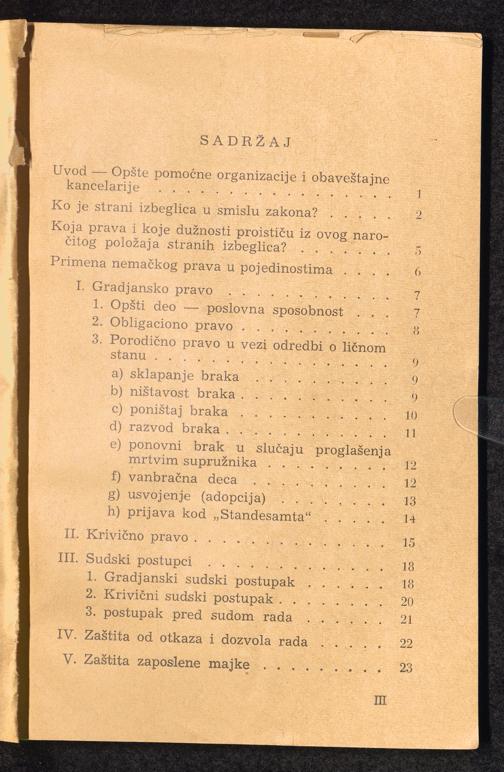 SADRŽAJ
Uvod — Opšte pomoćne organizacije i obaveštajne
kancelarije . . . . . . . . . . . . . . . . 1
Ko je strani izbeglica u smislu zakona? . . . . . 2
Koja prava i koje dužnosti proističu iz ovog naro-
čitog položaja stranih izbeglica? . . . . . . . 5
Primena nemačkog prava u pojedinostima . . . . 6
I. Gradjansko pravo . . . . . . . . . . . 7
1. Opšti deo — poslovna sposobnost . . . 7
2. Obligaciono pravo . . . . . . . . . . . 8
3. Porodično pravo u vezi odredbi o ličnom
stanu . . . . . . . . . . . . . . . . 9
a) sklapanje braka . . . . . . . . . . 9
b) ništavost braka . . . . . . . . . . . 9
c) poništaj braka . . . . . . . . . . . 10
d) razvod braka . . . . . . . . . . . . 11
e) ponovni brak u slučaju proglašenja
mrtvim supružnika . . . . . . . . . 12
f) vanbračna deca . . . . . . . . . . 12
g) usvojenje (adopcija) . . . . . . . . 13
h) prijava kod „Standesamta“ . . . . . 14
II. Krivično pravo . . . . . . . . . . . . . . 15
III. Sudski postupci . . . . . . . . . . . . . 18
1. Gradjanski sudski postupak . . . . . . 18
2. Krivični sudski postupak . . . . . . . . 20
3. postupak pred sudom rada . . . . . . . 21
IV. Zaštita od otkaza i dozvola rada . . . . . 22
V. Zaštita zaposlene majke . . . . . . . . . 23
III